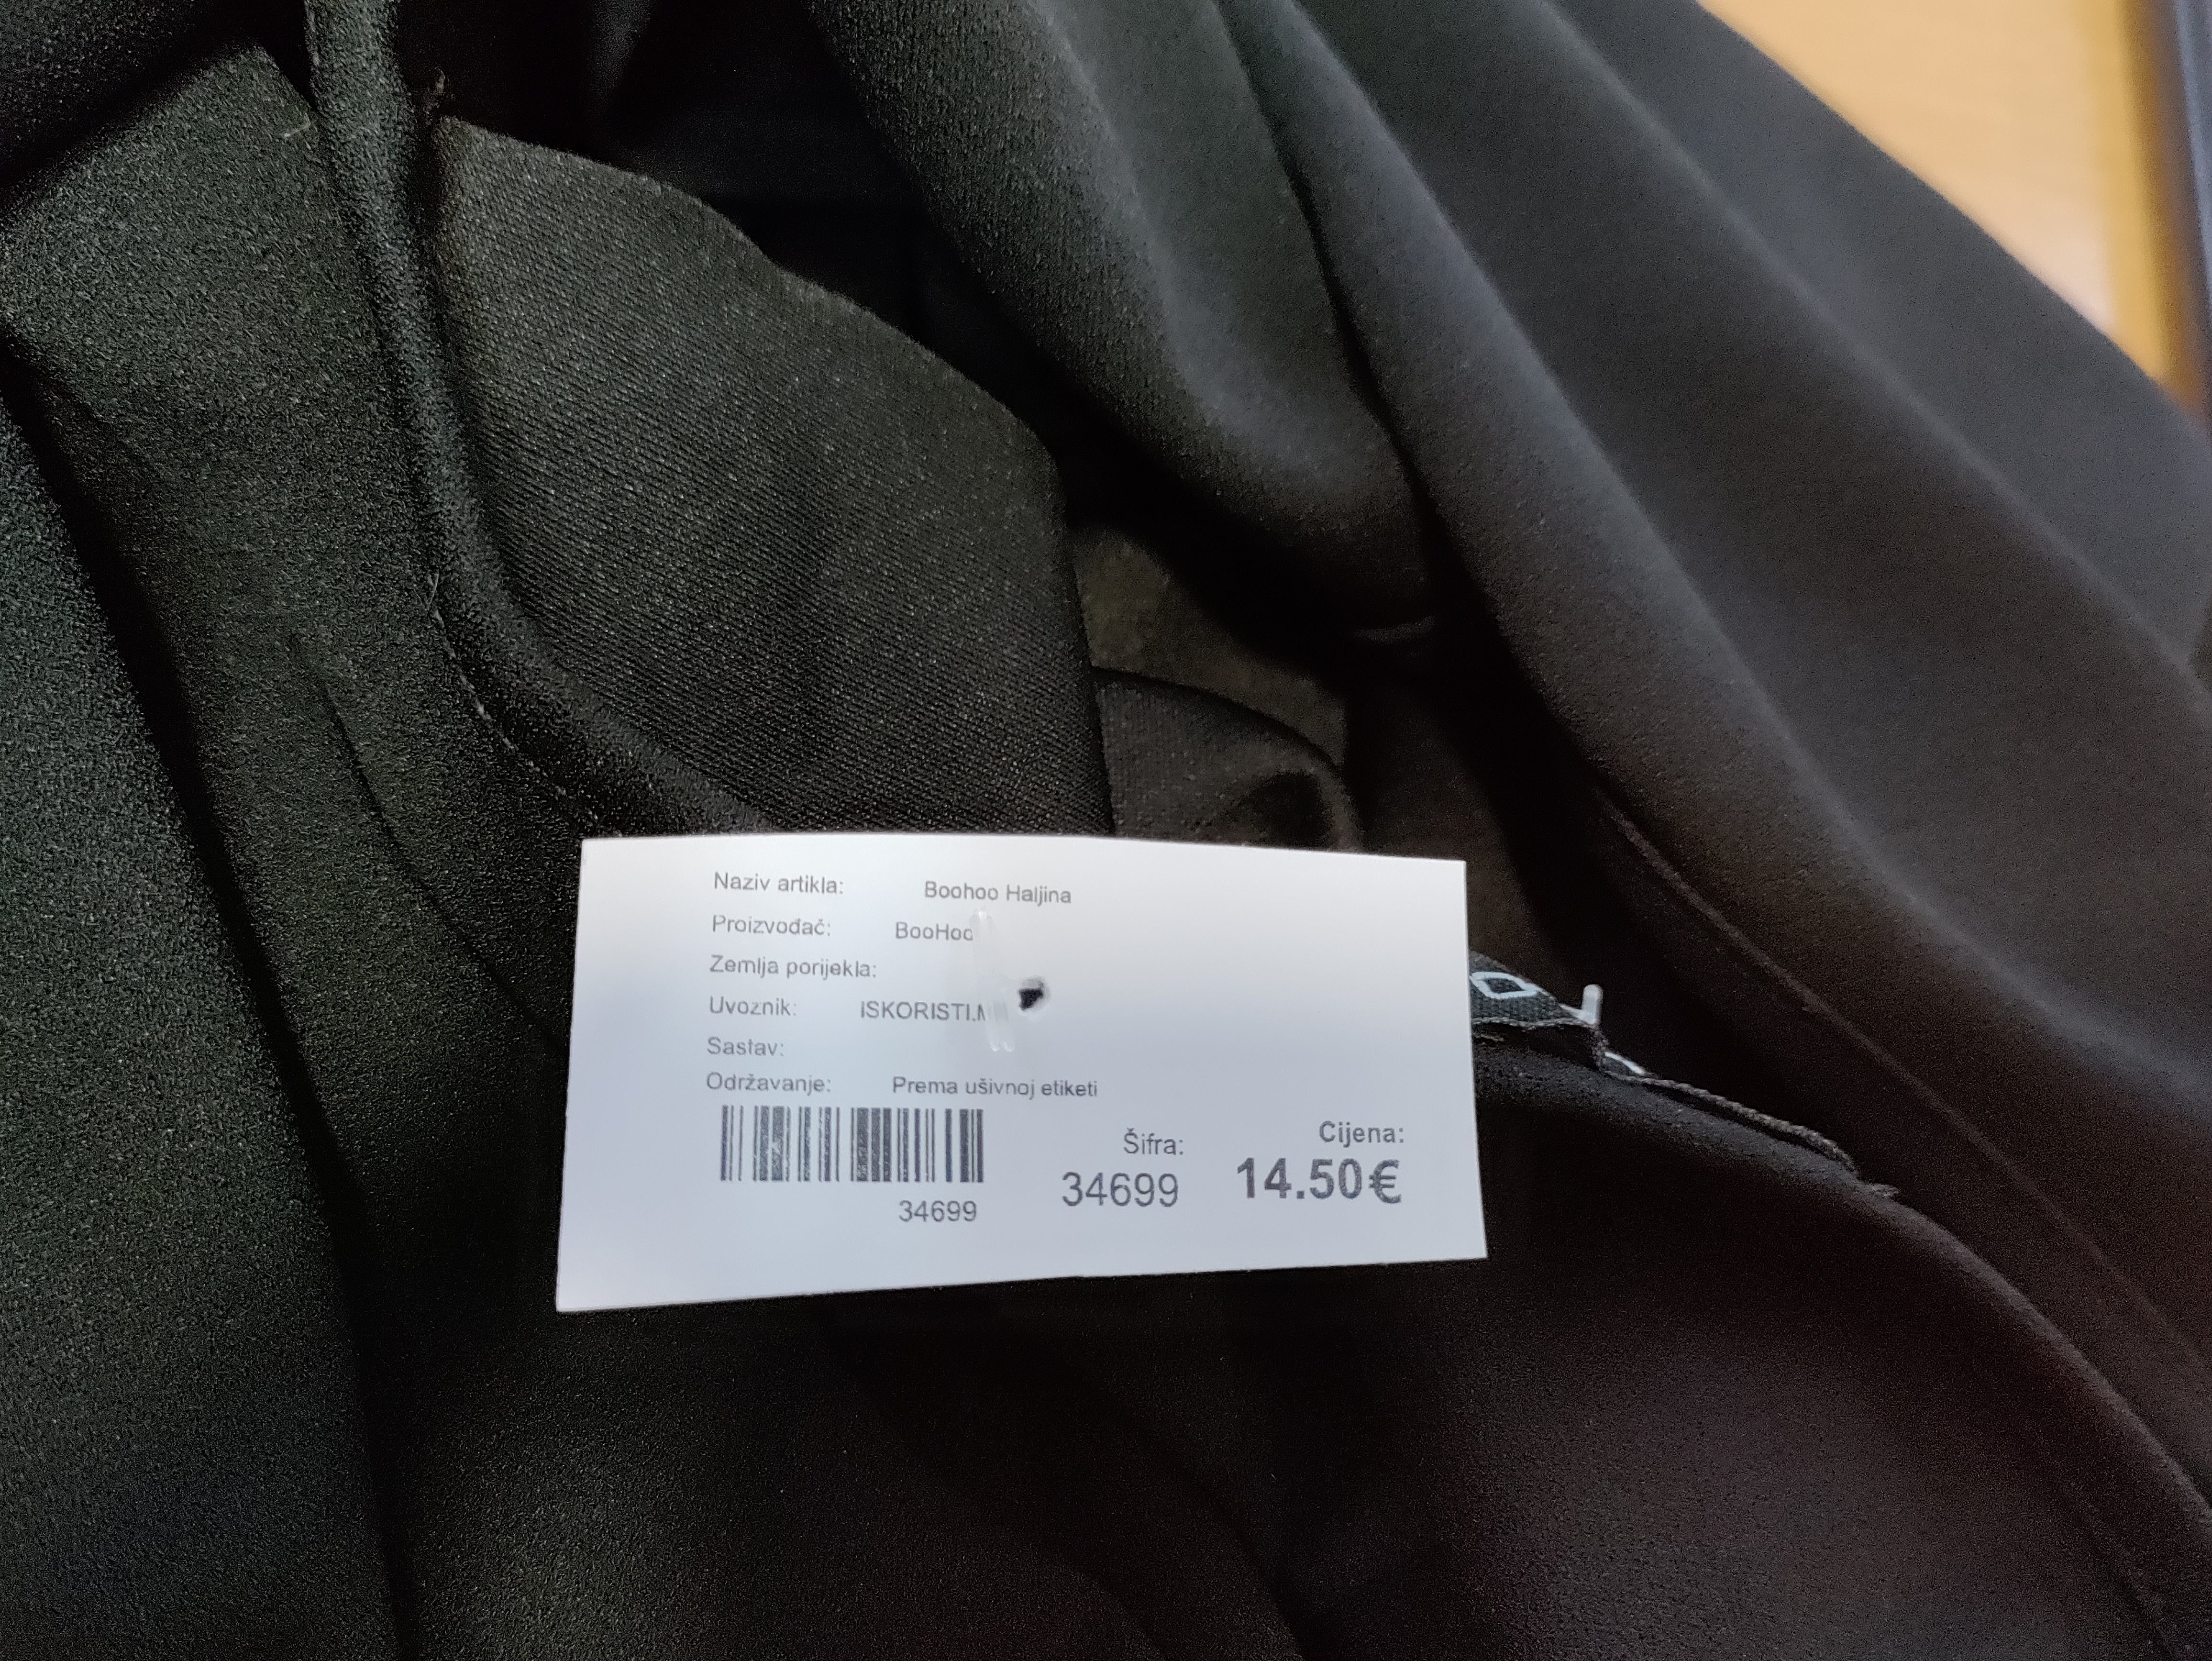 Naziv artikla: Boohoo Haljina
Proizvođač: BooHoo
Zemlja porijekla:
Uvoznik:
Sastav:
Održavanje: Prema ušivnoj etiketi
Šifra: Cijena:
34699 14.50€
34699